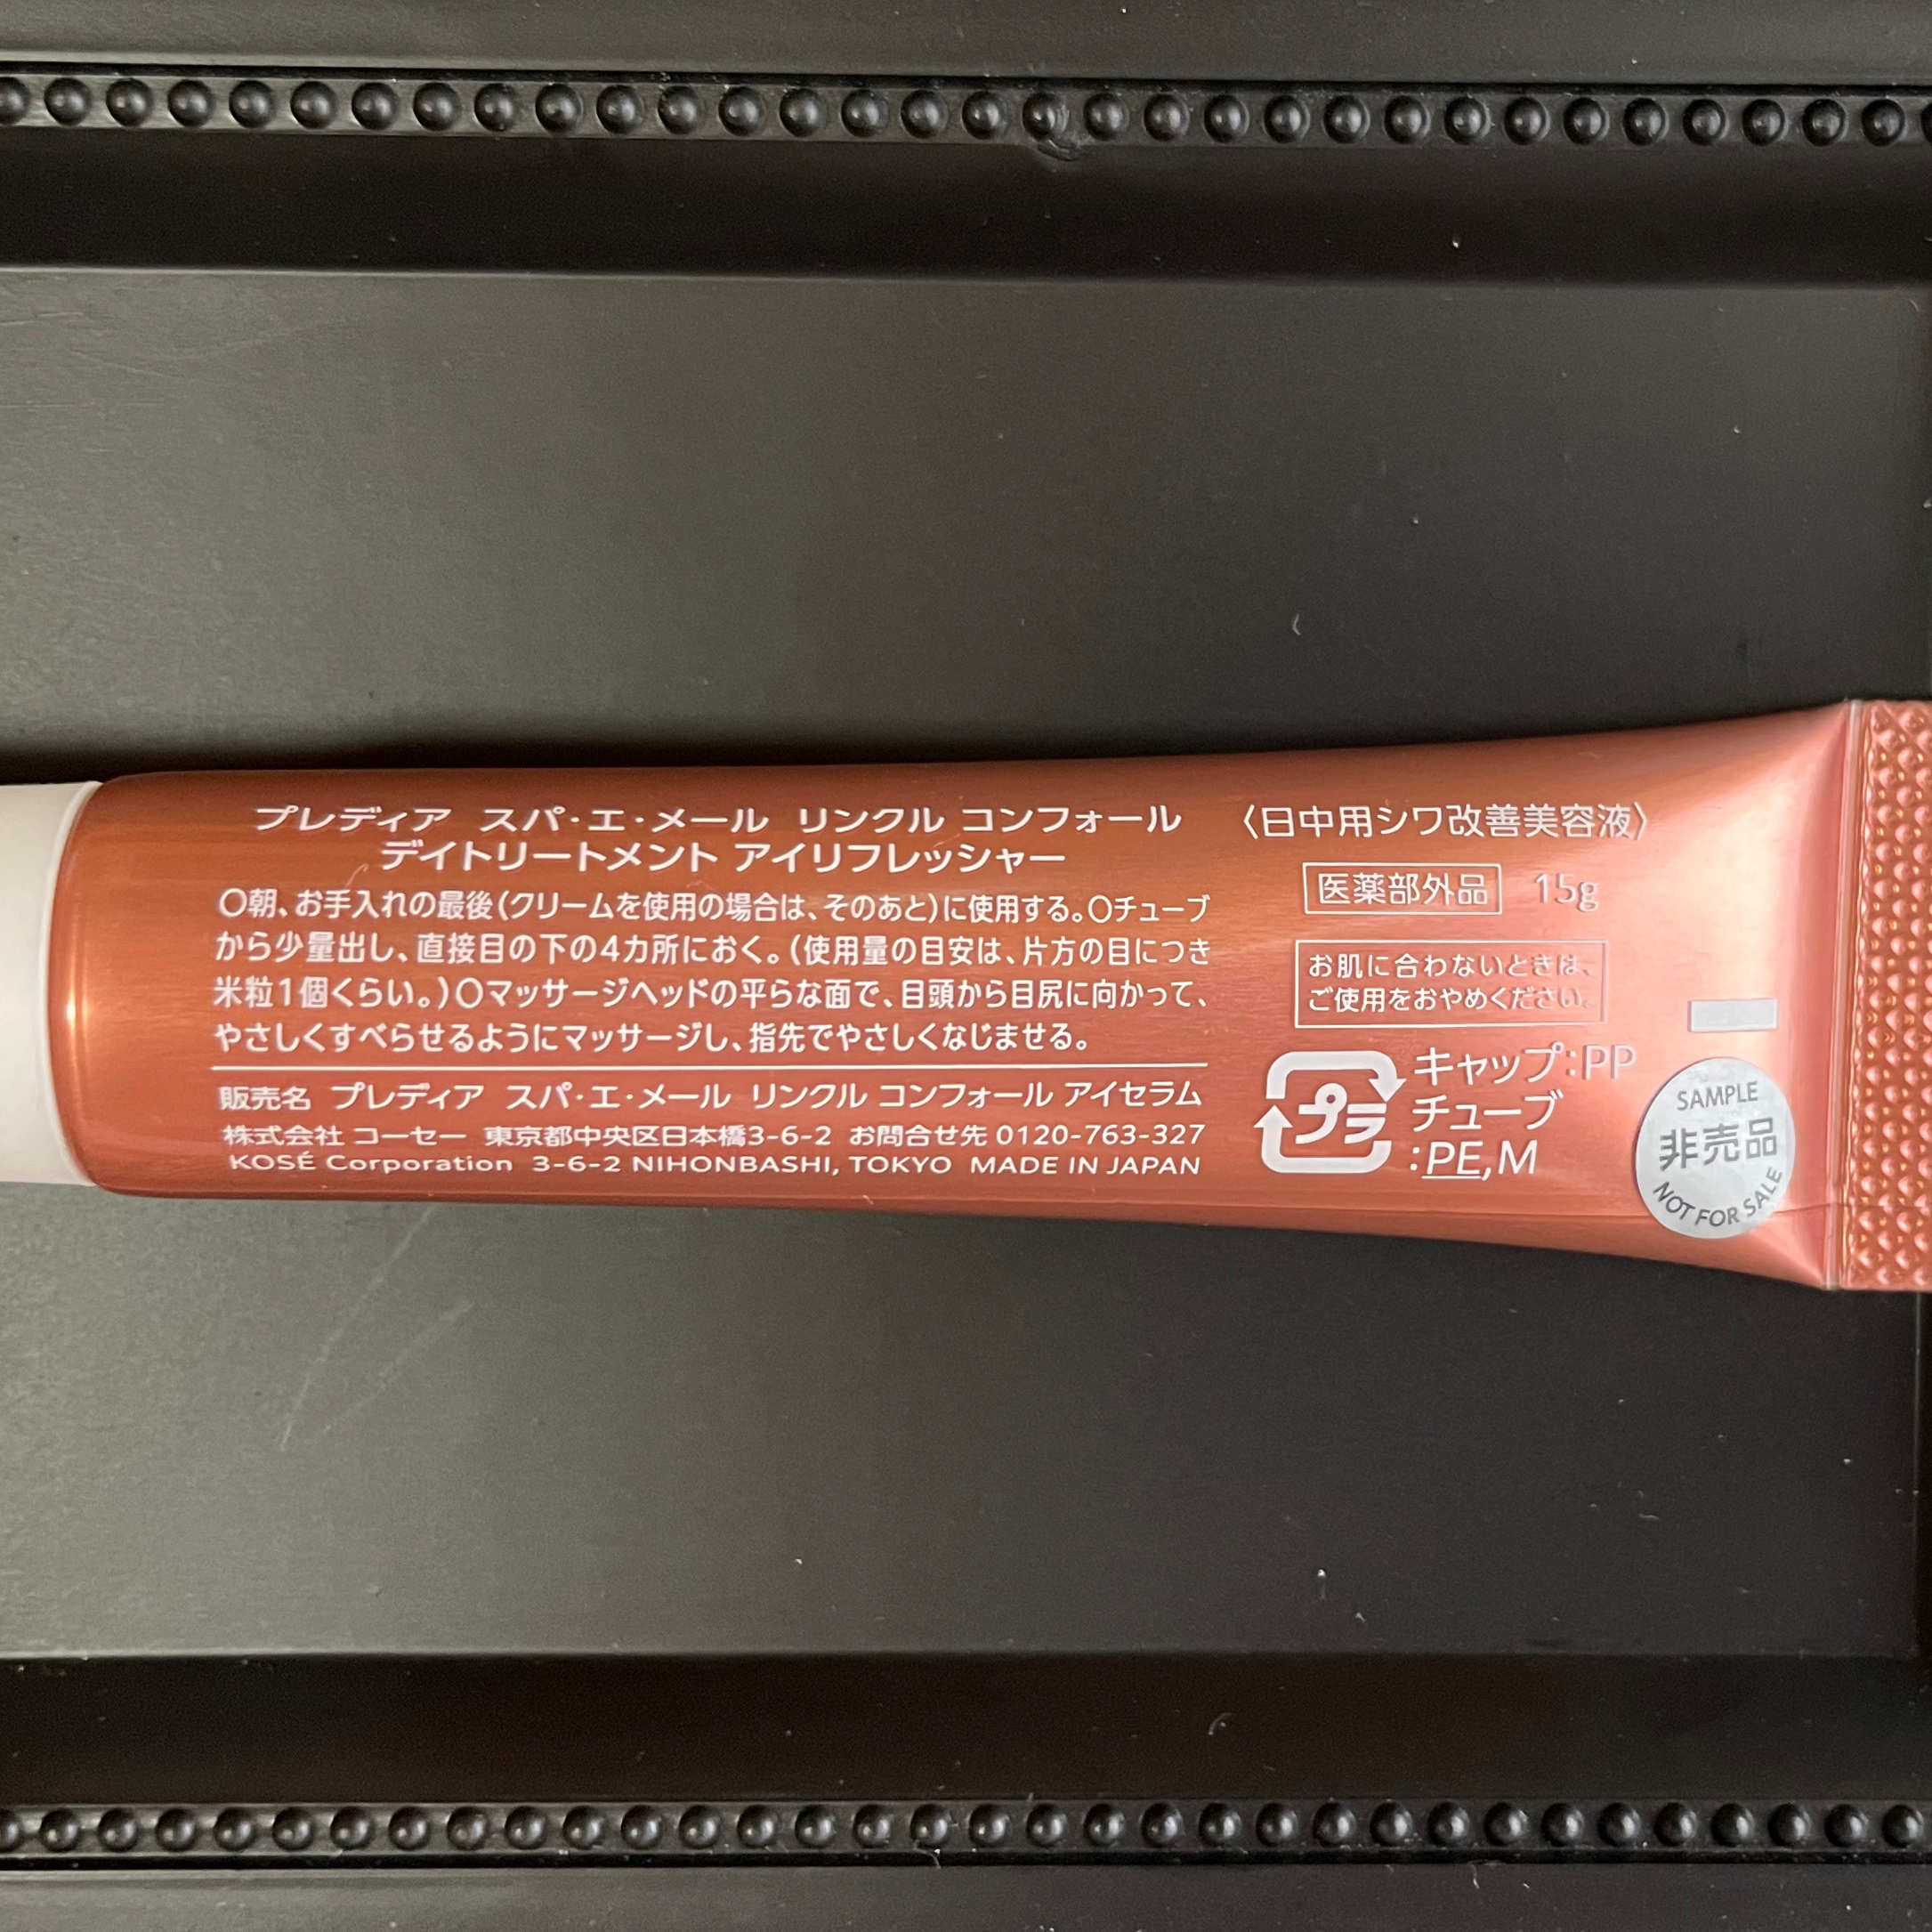 プレディア スパ・エ・メール リンクル コンフォール
デイトリートメント アイリフレッシャー
〇朝、お手入れの最後(クリームを使用の場合は、そのあと)に使用する。〇チューブ
から少量出し、直接目の下の4カ所におく。(使用量の目安は、片方の目につき
米粒1個くらい。)〇マッサージヘッドの平らな面で、目頭から目尻に向かって、
やさしくすべらせるようにマッサージし、指先でやさしくなじませる。
販売名 プレディア スパ・エ・メール リンクル コンフォール アイセラム
株式会社 コーセー 東京都中央区日本橋3-6-2 お問合せ先 0120-763-327
KOSÉ Corporation 3-6-2 NIHONBASHI, TOKYO MADE IN JAPAN
〈日中用シワ改善美容液〉
医薬部外品 15g
お肌に合わないときは、
ご使用をおやめください。
プラ
キャップ:PP
チューブ
:PE,M
SAMPLE
非売品
NOT FOR SALE